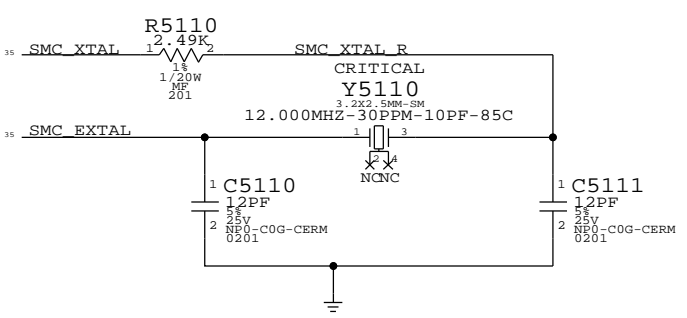 R5110
2.49K
35 SMC_XTAL 1 2 SMC_XTAL_R
1%
1/20W
MF
201
CRITICAL
Y5110
3.2X2.5MM-SM
12.000MHZ-30PPM-10PF-85C
35 SMC_EXTAL 1 3
2 4
NC NC
1 C5110
12PF
5%
25V
2 NP0-C0G-CERM
0201
1 C5111
12PF
5%
25V
2 NP0-C0G-CERM
0201